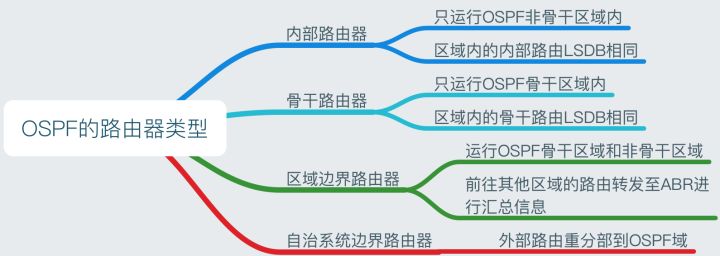 OSPF的路由器类型
内部路由器
只运行OSPF非骨干区域内
区域内的内部路由LSDB相同
骨干路由器
只运行OSPF骨干区域内
区域内的骨干路由LSDB相同
区域边界路由器
运行OSPF骨干区域和非骨干区域
前往其他区域的路由转发至ABR进
行汇总信息
自治系统边界路由器
外部路由重分部到OSPF域